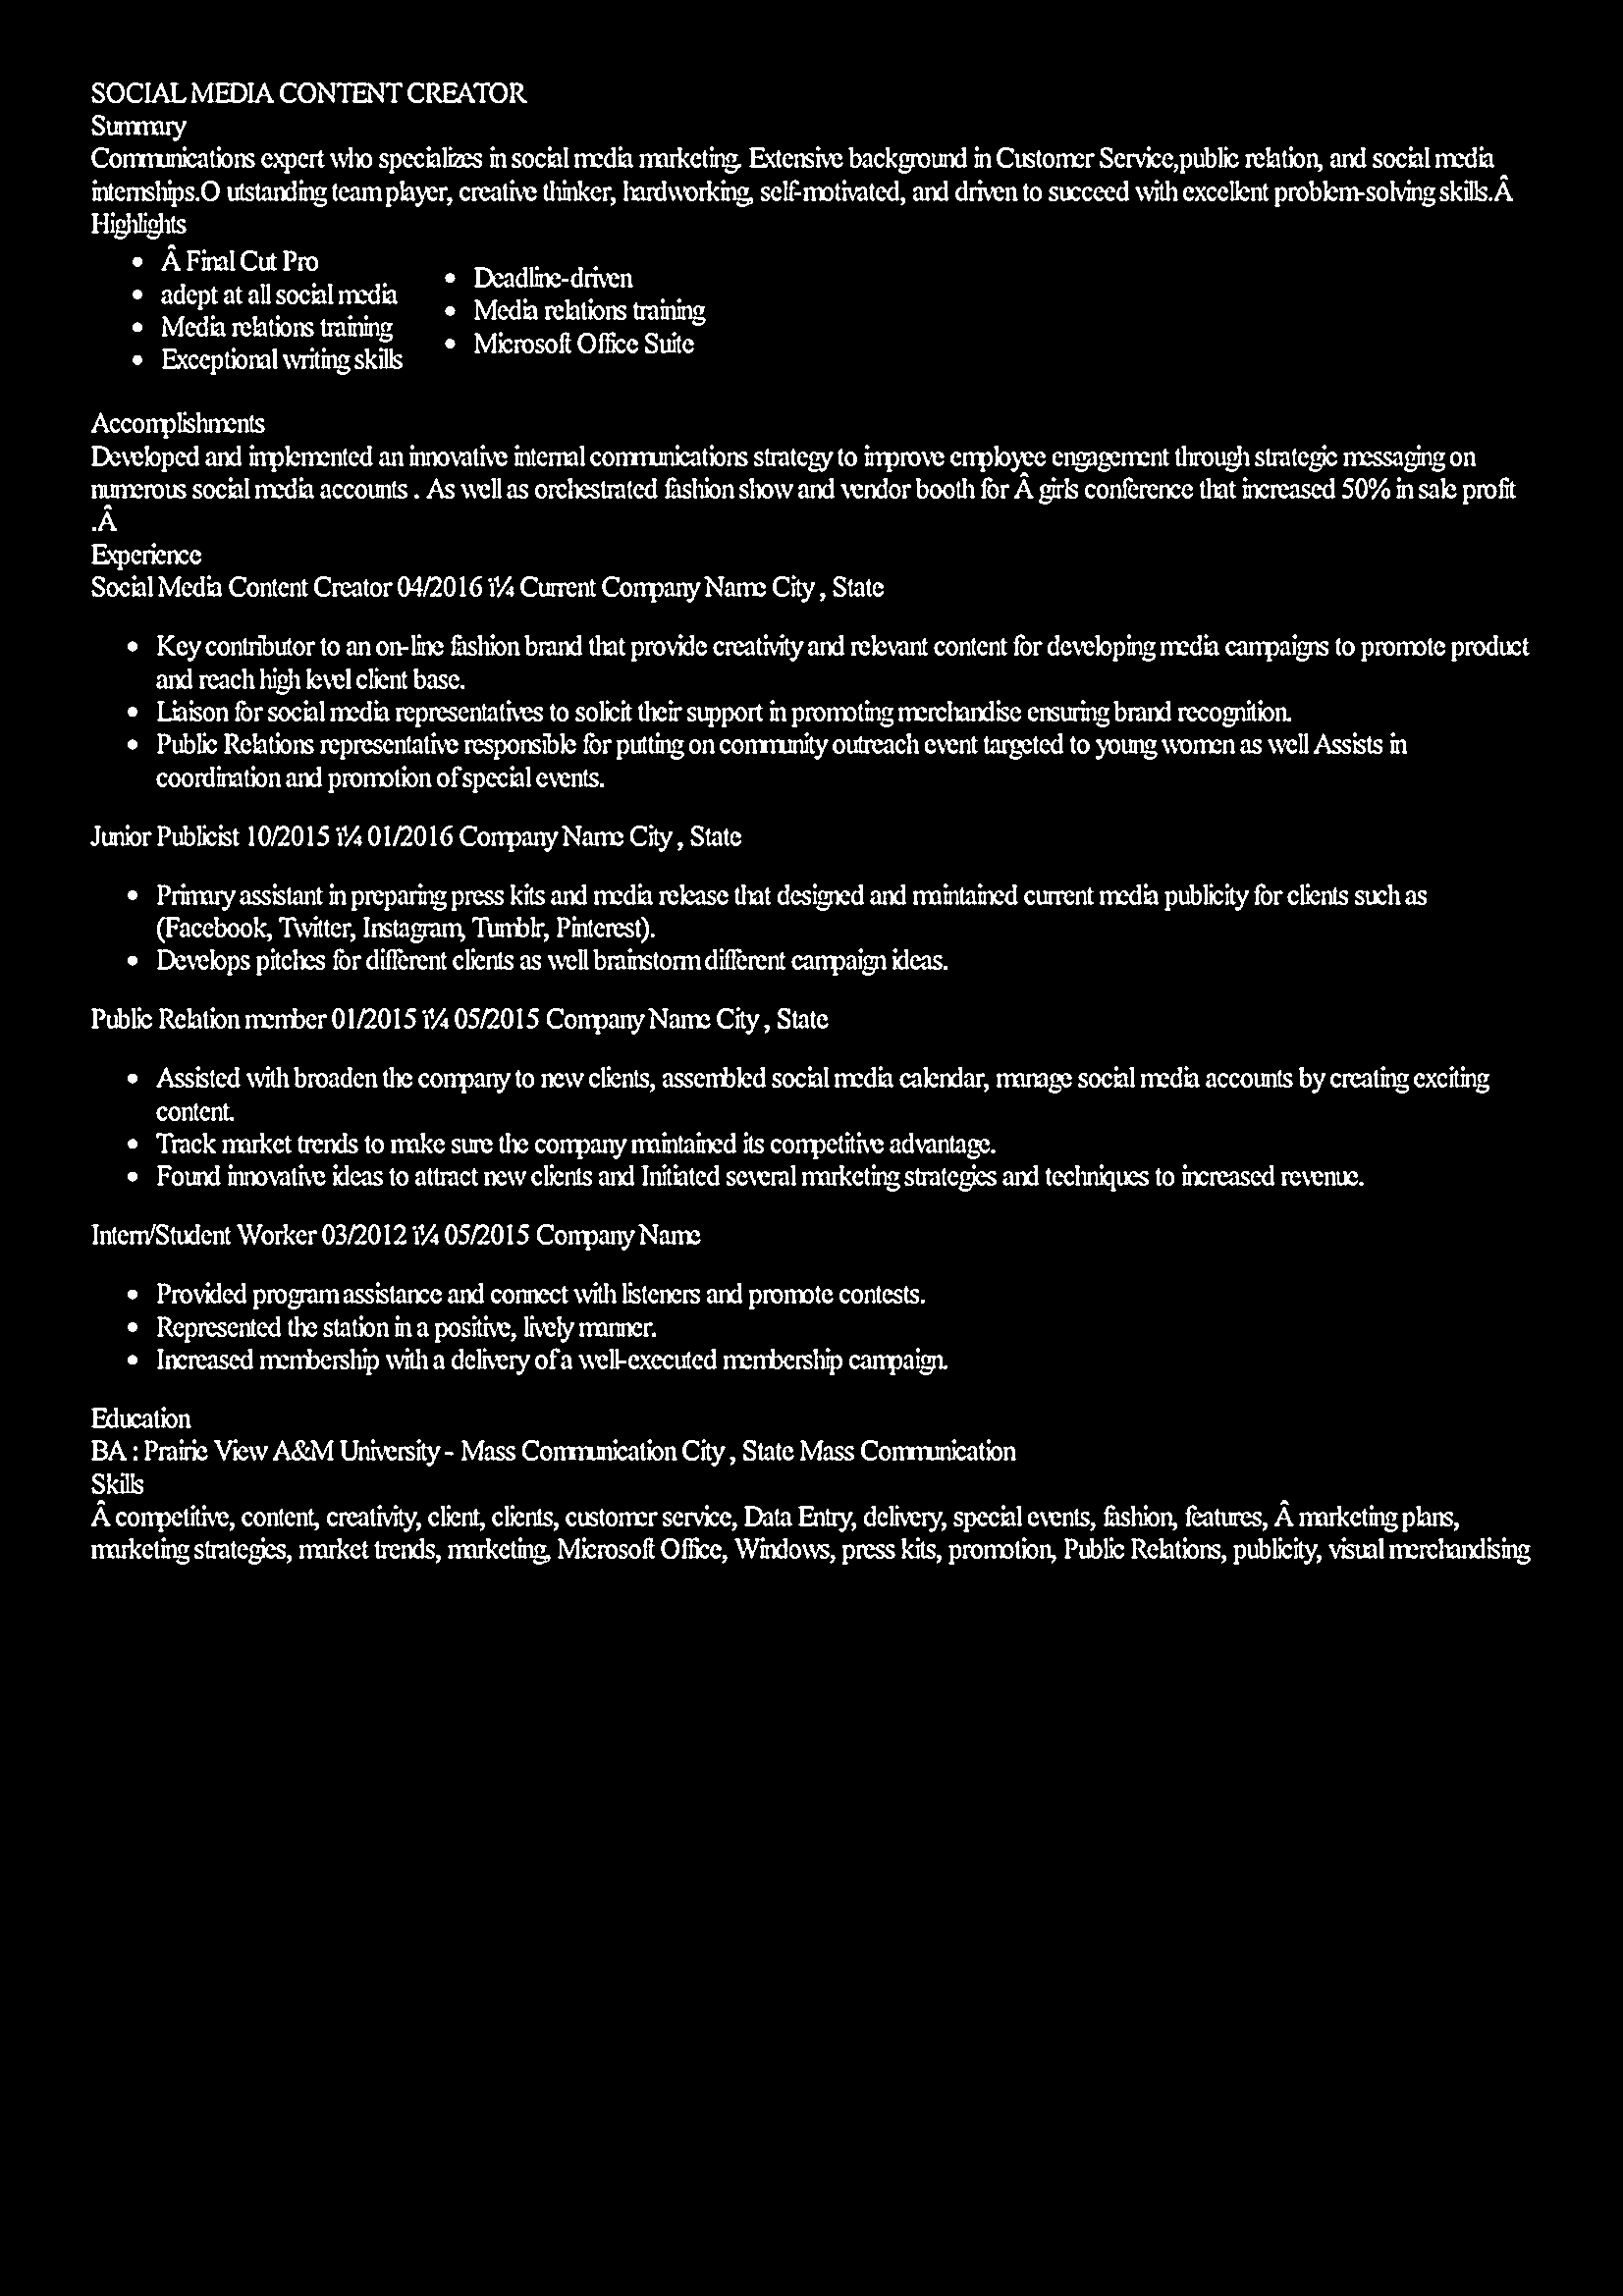 SOCIAL MEDIA CONTENT CREATOR
Summary
Communications expert who specializes in social media marketing. Extensive background in Customer Service,public relation, and social media
internships.O utstanding team player, creative thinker, hardworking, self-motivated, and driven to succeed with excellent problem-solving skills.Â
Highlights
• Â Final Cut Pro
• adept at all social media
• Media relations training
• Exceptional writing skills
• Deadline-driven
• Media relations training
• Microsoft Office Suite
Accomplishments
Developed and implemented an innovative internal communications strategy to improve employee engagement through strategic messaging on
numerous social media accounts . As well as orchestrated fashion show and vendor booth for Â girls conference that increased 50% in sale profit
.Â
Experience
Social Media Content Creator 04/2016 ï¼ Current Company Name City , State
• Key contributor to an on-line fashion brand that provide creativity and relevant content for developing media campaigns to promote product
and reach high level client base.
• Liaison for social media representatives to solicit their support in promoting merchandise ensuring brand recognition.
• Public Relations representative responsible for putting on community outreach event targeted to young women as well Assists in
coordination and promotion of special events.
Junior Publicist 10/2015 ï¼ 01/2016 Company Name City , State
• Primary assistant in preparing press kits and media release that designed and maintained current media publicity for clients such as
(Facebook, Twitter, Instagram, Tumblr, Pinterest).
• Develops pitches for different clients as well brainstorm different campaign ideas.
Public Relation member 01/2015 ï¼ 05/2015 Company Name City , State
• Assisted with broaden the company to new clients, assembled social media calendar, manage social media accounts by creating exciting
content.
• Track market trends to make sure the company maintained its competitive advantage.
• Found innovative ideas to attract new clients and Initiated several marketing strategies and techniques to increased revenue.
Intern/Student Worker 03/2012 ï¼ 05/2015 Company Name
• Provided program assistance and connect with listeners and promote contests.
• Represented the station in a positive, lively manner.
• Increased membership with a delivery of a well-executed membership campaign.
Education
BA : Prairie View A&M University - Mass Communication City , State Mass Communication
Skills
Â competitive, content, creativity, client, clients, customer service, Data Entry, delivery, special events, fashion, features, Â marketing plans,
marketing strategies, market trends, marketing, Microsoft Office, Windows, press kits, promotion, Public Relations, publicity, visual merchandising